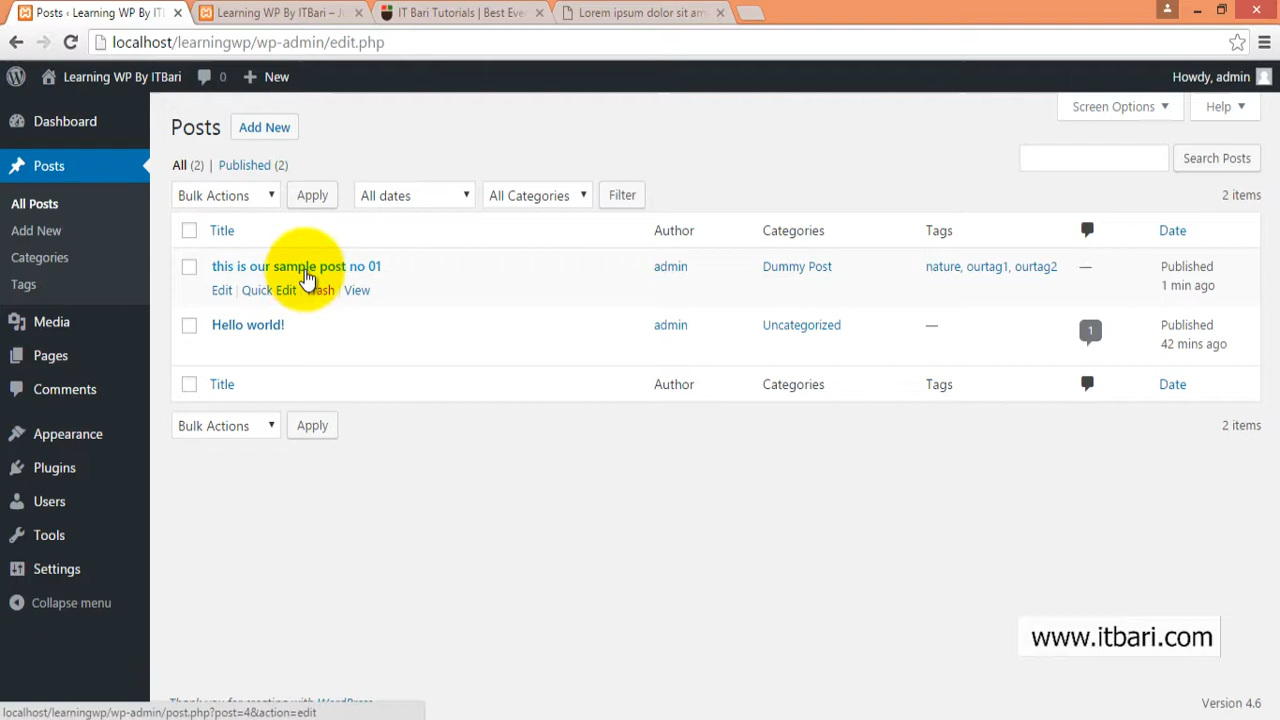 Posts ‹ Learning WP By ITBari
Learning WP By ITBari –
IT Bari Tutorials | Best Eve
Lorem ipsum dolor sit am
localhost/learningwp/wp-admin/edit.php
Learning WP By ITBari 0 New
Howdy, admin
Dashboard
Posts
All Posts
Add New
Categories
Tags
Media
Pages
Comments
Appearance
Plugins
Users
Tools
Settings
Collapse menu
Screen Options
Help
Posts Add New
All (2) | Published (2)
Search Posts
Bulk Actions Apply All dates All Categories Filter
2 items
Title Author Categories Tags Date
this is our sample post no 01 admin Dummy Post nature, ourtag1, ourtag2 — Published
1 min ago
Edit | Quick Edit | Trash | View
Hello world! admin Uncategorized — 1 Published
42 mins ago
Title Author Categories Tags Date
Bulk Actions Apply
2 items
www.itbari.com
Thank you for creating with WordPress.
Version 4.6
localhost/learningwp/wp-admin/post.php?post=4&action=edit